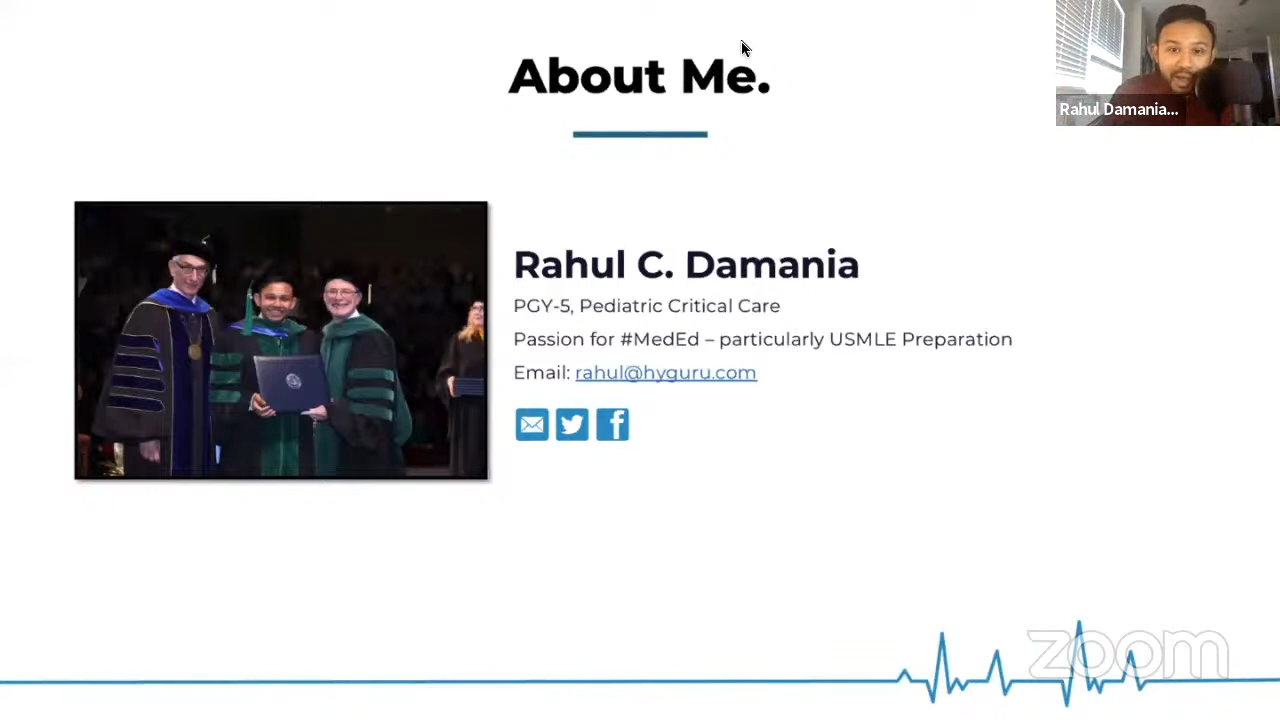 About Me.
Rahul Damania...
Rahul C. Damania
PGY-5, Pediatric Critical Care
Passion for #MedEd – particularly USMLE Preparation
Email: rahul@hyguru.com
zoom